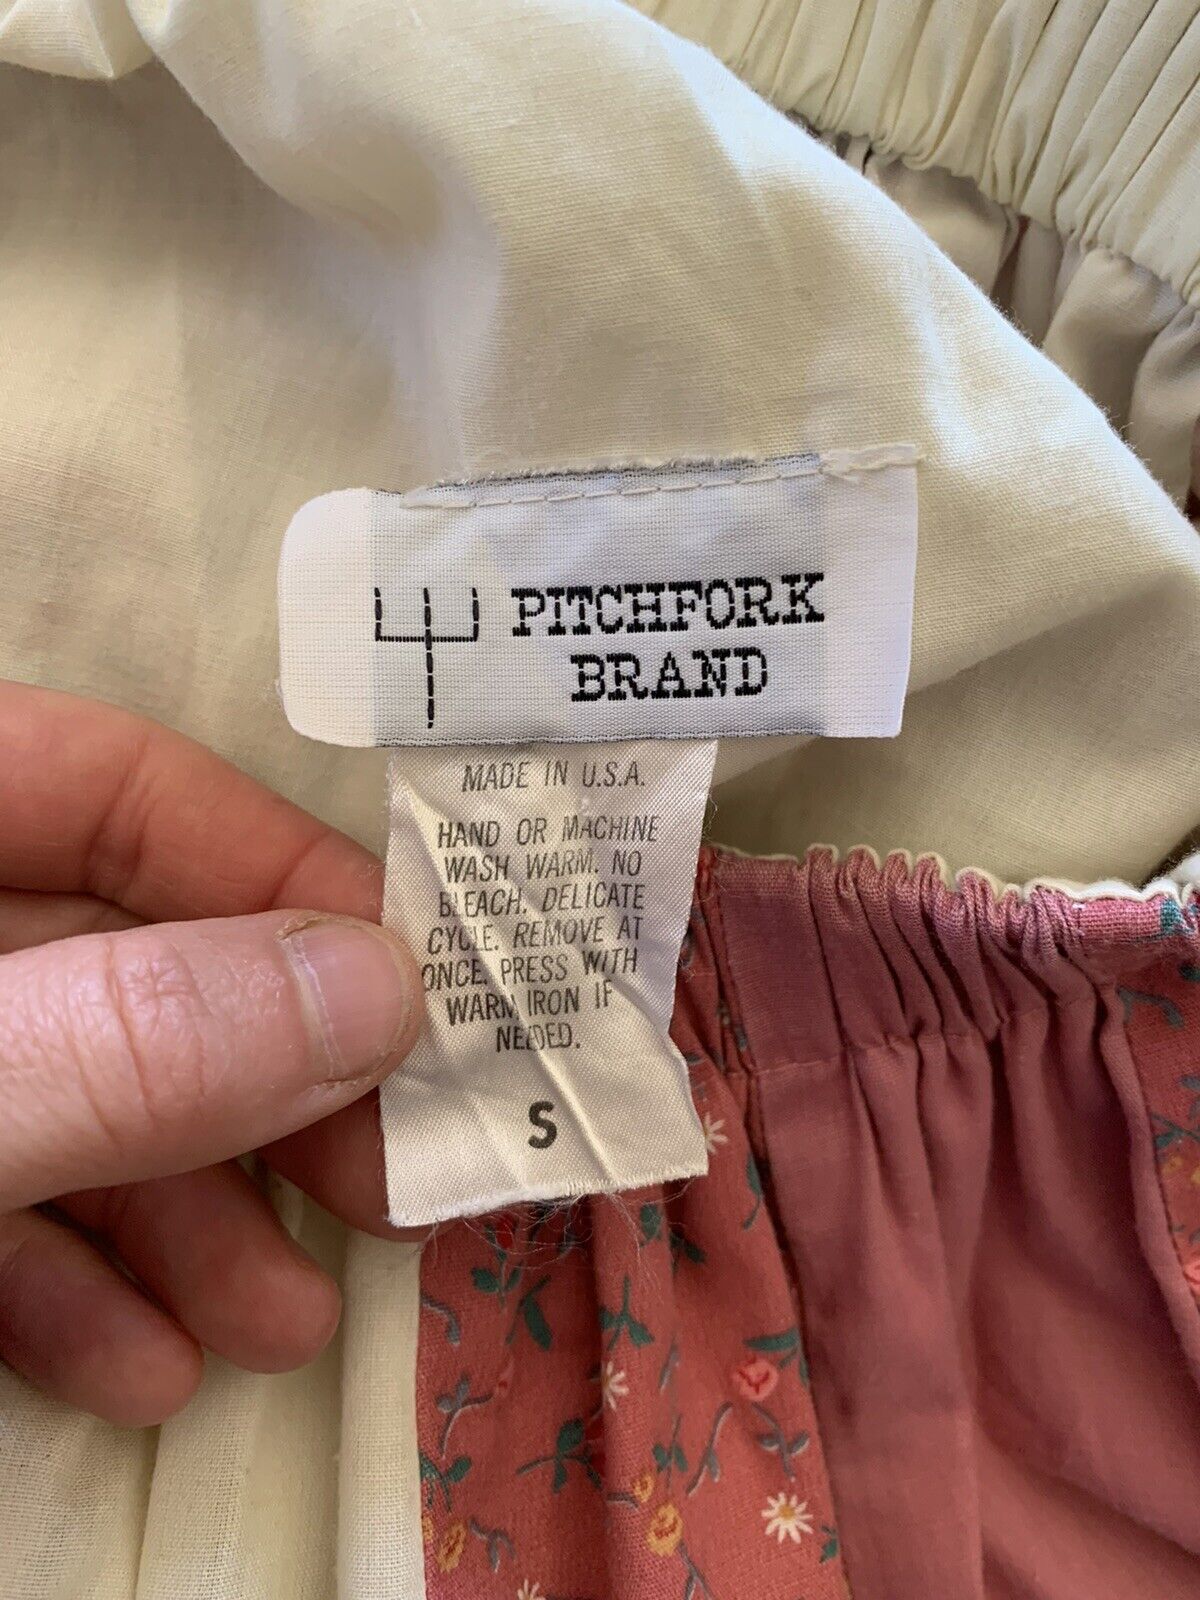 PITCHFORK
BRAND
MADE IN U.S.A.
HAND OR MACHINE
WASH WARM. NO
BLEACH. DELICATE
CYCLE. REMOVE AT
ONCE. PRESS WITH
WARM IRON IF
NEEDED.
S